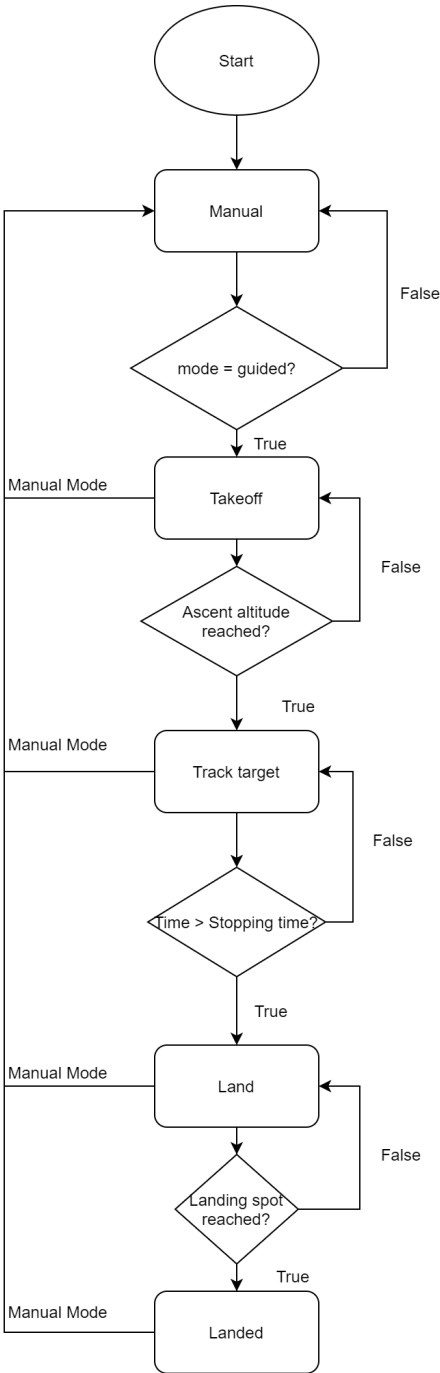 Start
Manual
False
mode = guided?
True
Manual Mode
Takeoff
False
Ascent altitude
reached?
True
Manual Mode
Track target
False
Time > Stopping time?
True
Manual Mode
Land
False
Landing spot
reached?
True
Manual Mode
Landed